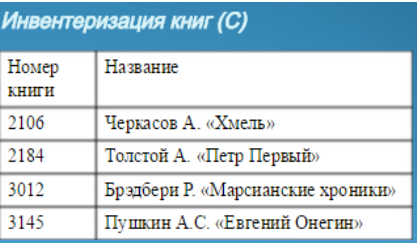 Инвентеризация книг (С)
Номер Название
книги
2106 Черкасов А. «Хмель»
2184 Толстой А. «Петр Первый»
3012 Брэдбери Р. «Марсианские хроники»
3145 Пушкин А.С. «Евгений Онегин»